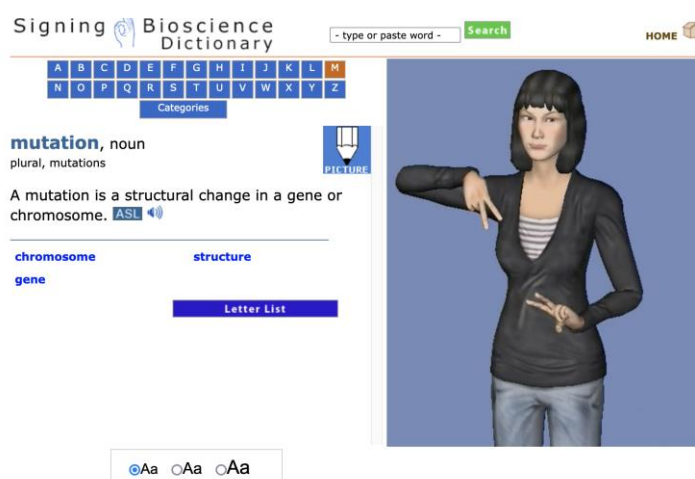 Signing Bioscience
Dictionary
- type or paste word -
Search
HOME
A B C D E F G H I J K L M
N O P Q R S T U V W X Y Z
Categories
mutation, noun
plural, mutations
PICTURE
A mutation is a structural change in a gene or
chromosome. ASL
chromosome structure
gene
Letter List
Aa Aa Aa